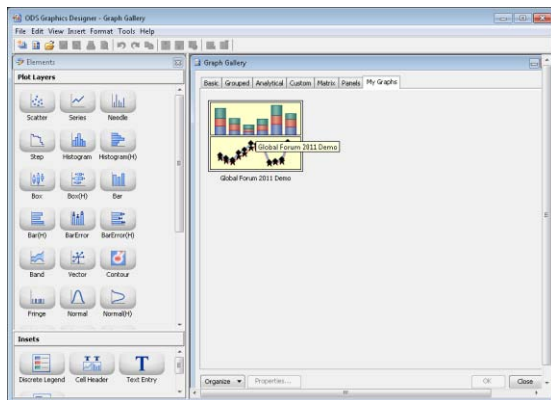 ODS Graphics Designer - Graph Gallery
File Edit View Insert Format Tools Help
Elements
Plot Layers
Scatter Series Needle
Step Histogram Histogram(H)
Box Box(H) Bar
Bar(H) BarError BarError(H)
Band Vector Contour
Fringe Normal Normal(H)
Insets
Discrete Legend Cell Header Text Entry
Graph Gallery
Basic Grouped Analytical Custom Matrix Panels My Graphs
Global Forum 2011 Demo
Global Forum 2011 Demo
Organize Properties... OK Close